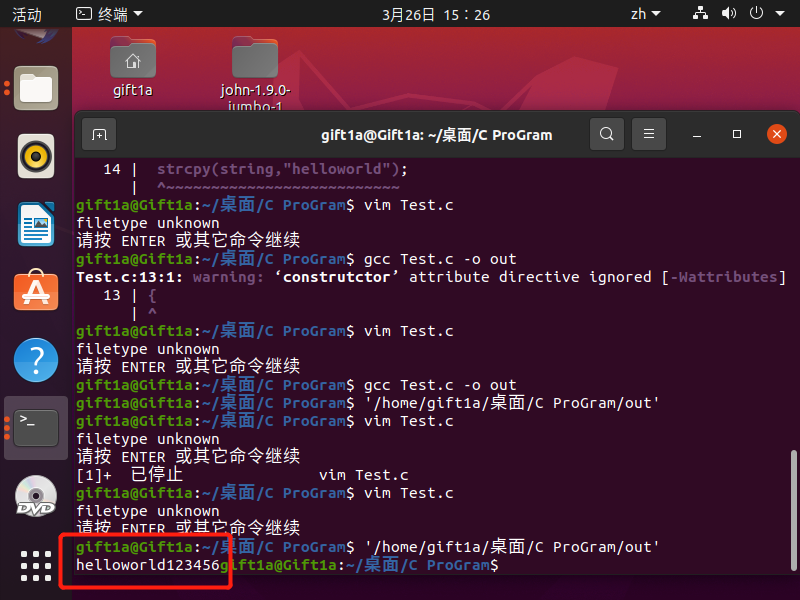 活动 终端 3月26日 15：26 zh
gift1a
john-1.9.0-
jumbo-1
gift1a@Gift1a: ~/桌面/C ProGram
14 | strcpy(string,"helloworld");
| ^~~~~~~~~~~~~~~~~~~~~~~~~~~
gift1a@Gift1a:~/桌面/C ProGram$ vim Test.c
filetype unknown
请按 ENTER 或其它命令继续
gift1a@Gift1a:~/桌面/C ProGram$ gcc Test.c -o out
Test.c:13:1: warning: ‘construtctor’ attribute directive ignored [-Wattributes]
13 | {
| ^
gift1a@Gift1a:~/桌面/C ProGram$ vim Test.c
filetype unknown
请按 ENTER 或其它命令继续
gift1a@Gift1a:~/桌面/C ProGram$ gcc Test.c -o out
gift1a@Gift1a:~/桌面/C ProGram$ '/home/gift1a/桌面/C ProGram/out'
gift1a@Gift1a:~/桌面/C ProGram$ vim Test.c
filetype unknown
请按 ENTER 或其它命令继续
[1]+ 已停止 vim Test.c
gift1a@Gift1a:~/桌面/C ProGram$ vim Test.c
filetype unknown
请按 ENTER 或其它命令继续
gift1a@Gift1a:~/桌面/C ProGram$ '/home/gift1a/桌面/C ProGram/out'
helloworld123456gift1a@Gift1a:~/桌面/C ProGram$
DVD